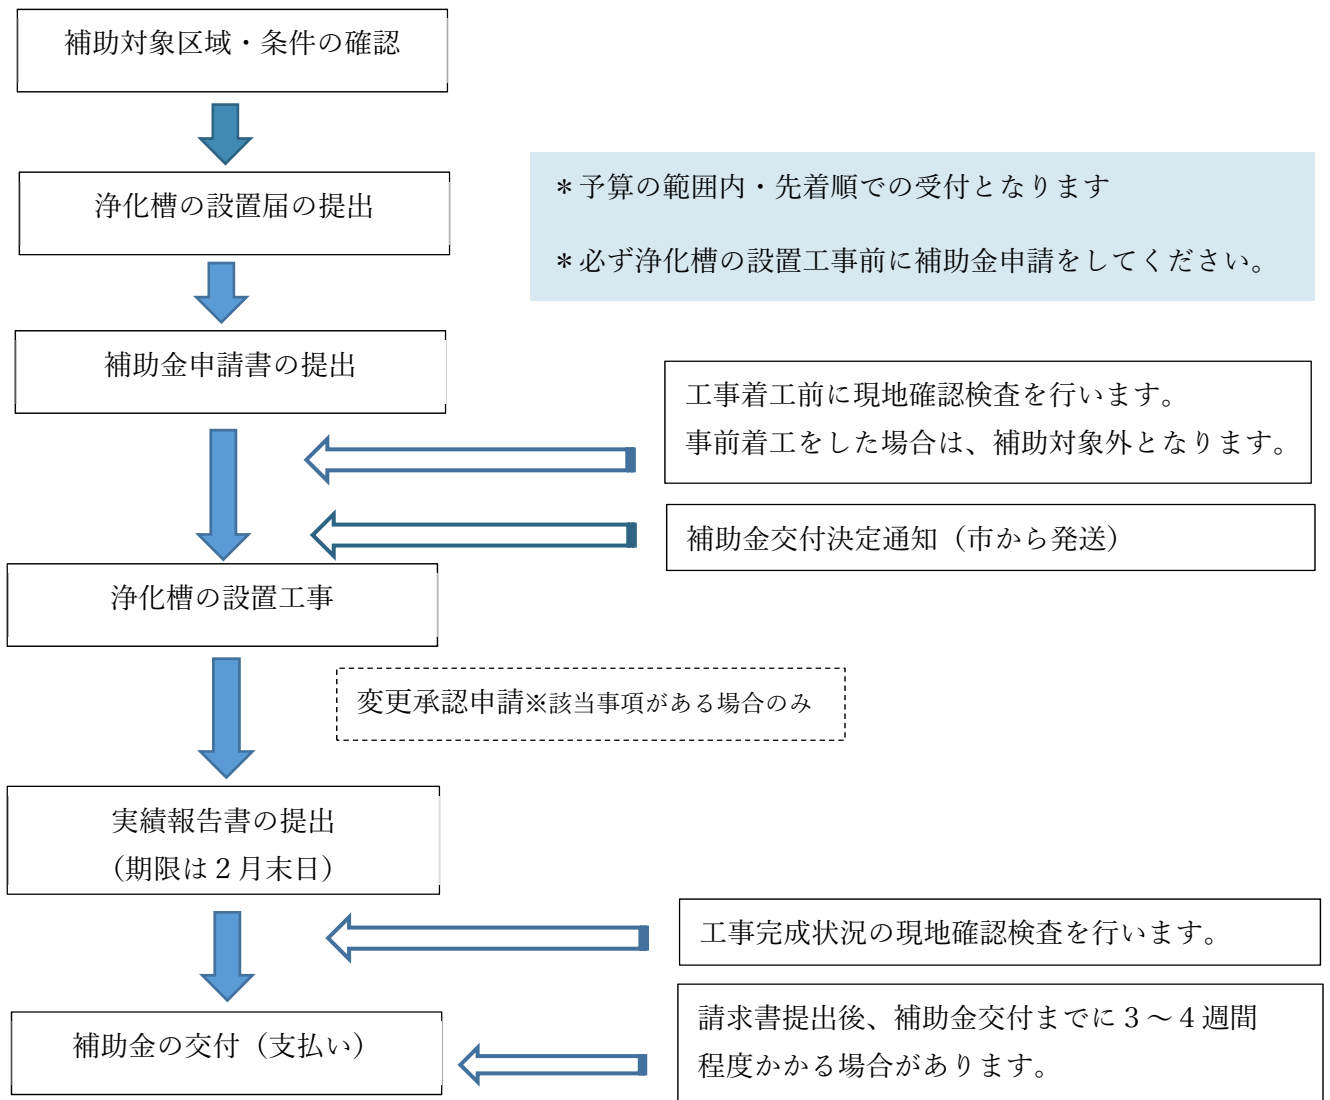 補助対象区域・条件の確認
浄化槽の設置届の提出
＊予算の範囲内・先着順での受付となります
＊必ず浄化槽の設置工事前に補助金申請をしてください。
補助金申請書の提出
工事着工前に現地確認検査を行います。
事前着工をした場合は、補助対象外となります。
補助金交付決定通知（市から発送）
浄化槽の設置工事
変更承認申請※該当事項がある場合のみ
実績報告書の提出
（期限は２月末日）
工事完成状況の現地確認検査を行います。
補助金の交付（支払い）
請求書提出後、補助金交付までに３～４週間
程度かかる場合があります。